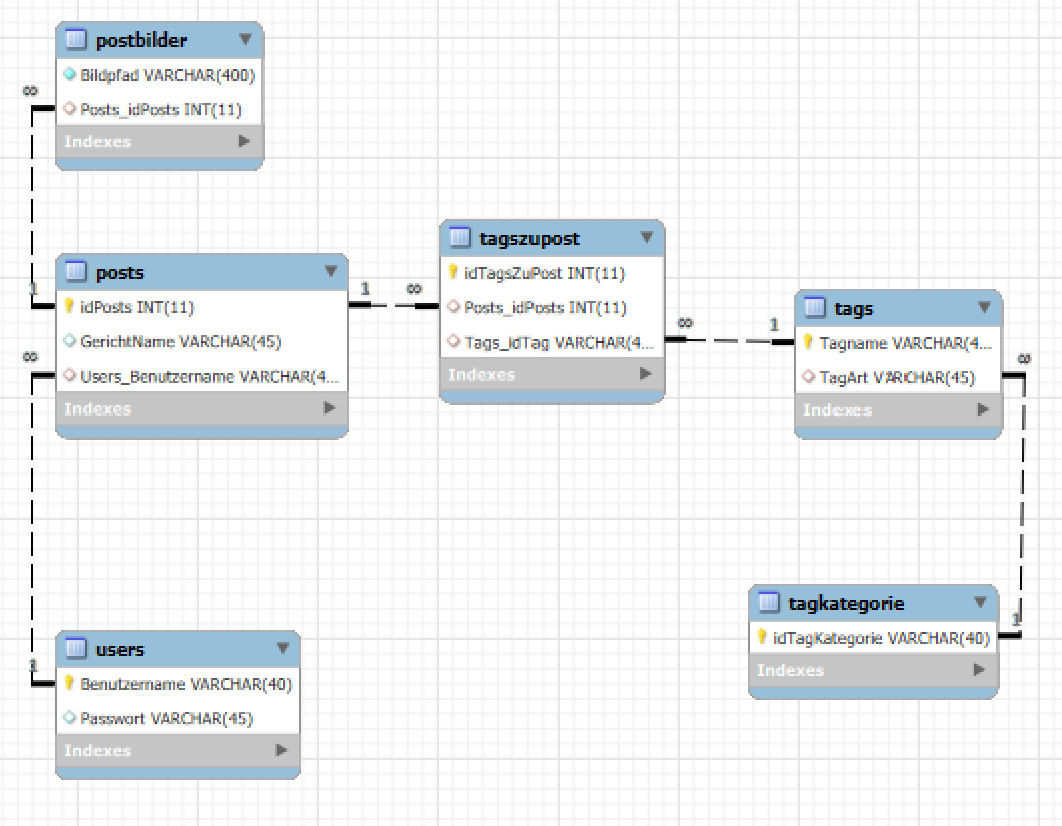 postbilder
Bildpfad VARCHAR(400)
Posts_idPosts INT(11)
Indexes
∞
1
posts
idPosts INT(11)
GerichtName VARCHAR(45)
Users_Benutzername VARCHAR(4...
Indexes
1
∞
∞
1
tagszupost
idTagsZuPost INT(11)
Posts_idPosts INT(11)
Tags_idTag VARCHAR(4...
Indexes
∞
1
tags
Tagname VARCHAR(4...
TagArt VARCHAR(45)
Indexes
∞
1
tagkategorie
idTagKategorie VARCHAR(40)
Indexes
users
Benutzername VARCHAR(40)
Passwort VARCHAR(45)
Indexes